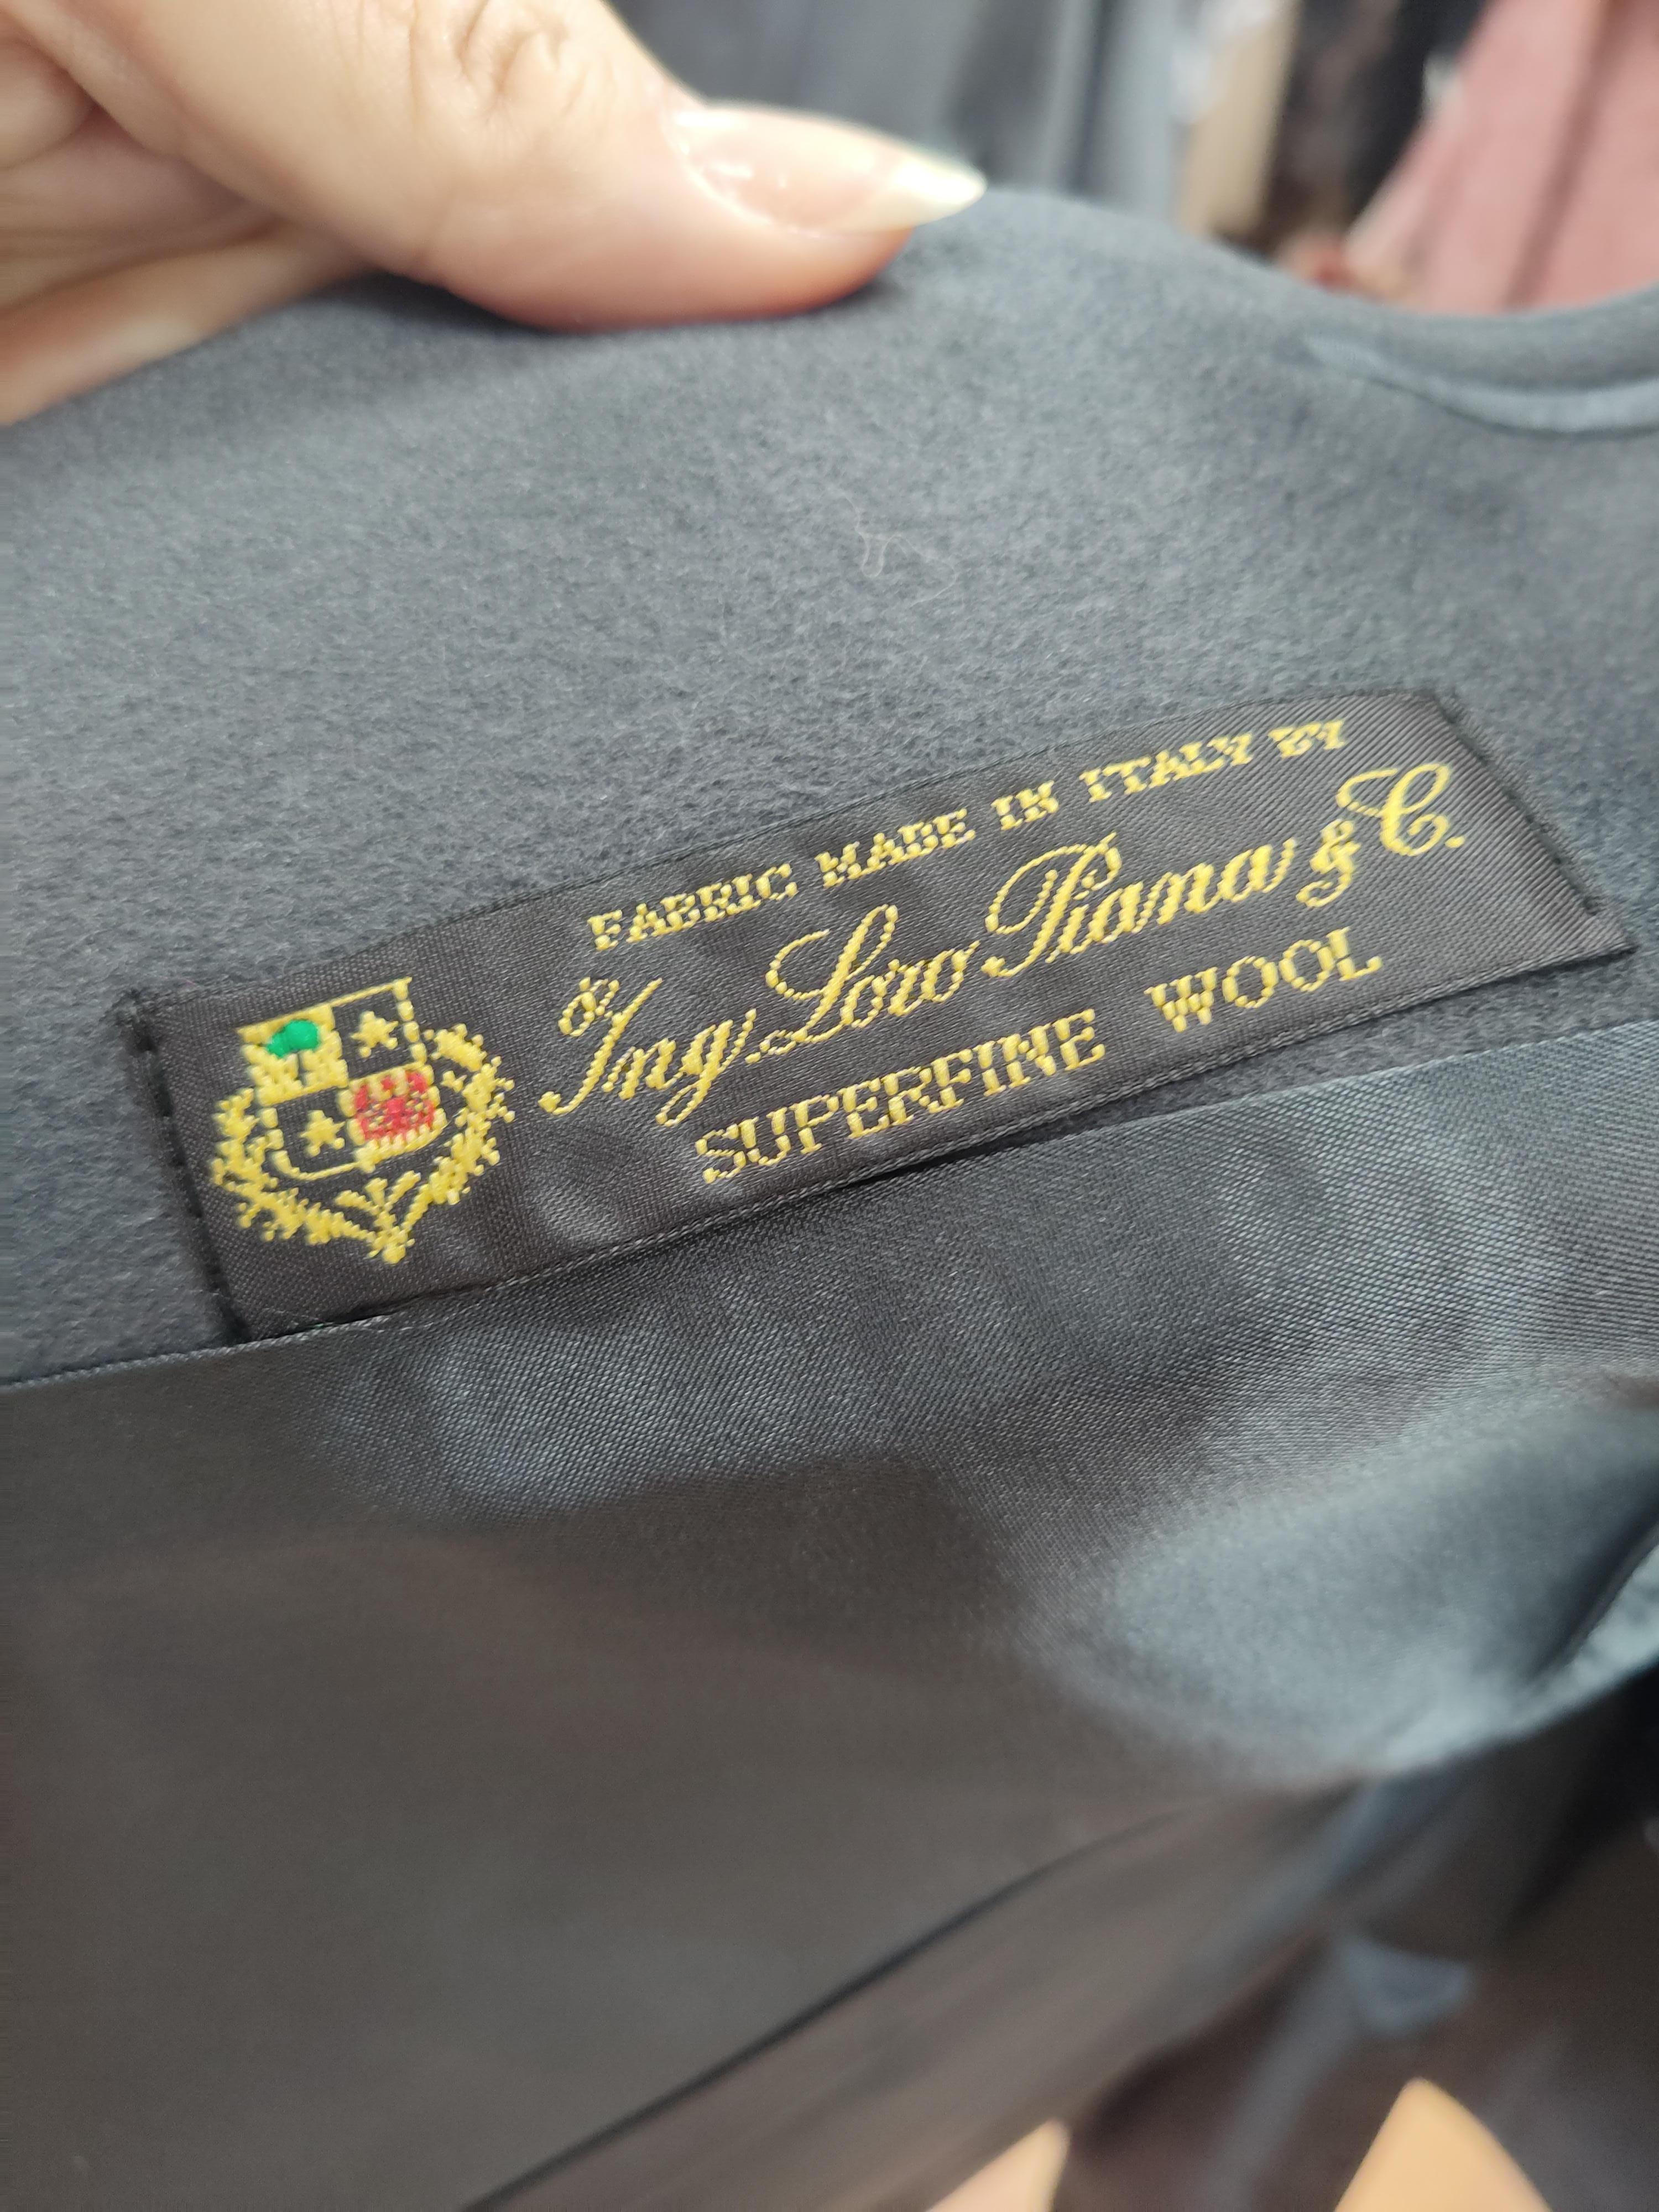 FABRIC MADE IN ITALY BY
Ing. Loro Piana & C.
SUPERFINE WOOL